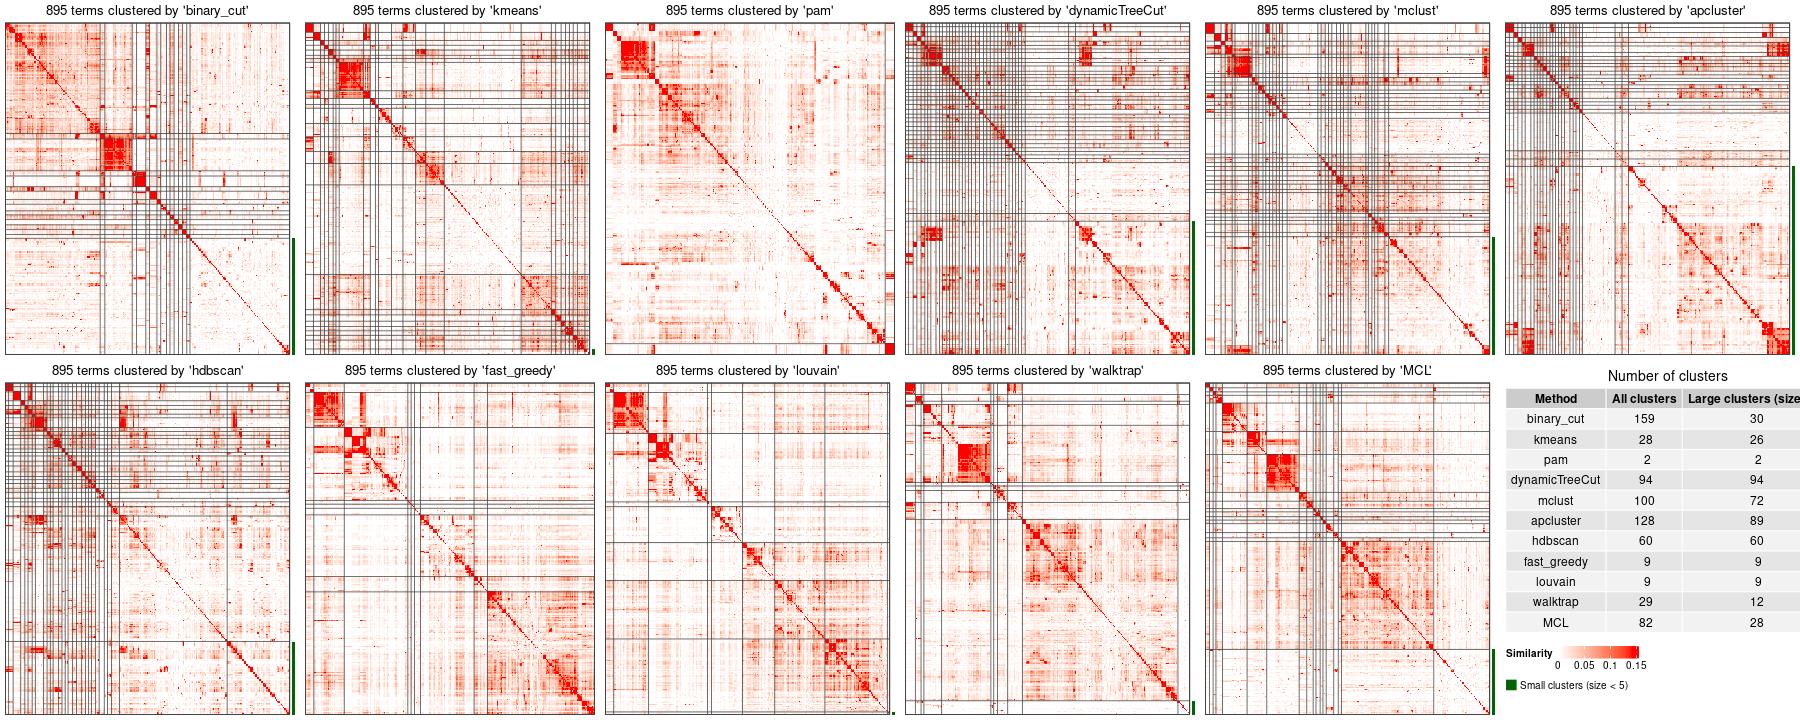 895 terms clustered by 'binary_cut'
895 terms clustered by 'kmeans'
895 terms clustered by 'pam'
895 terms clustered by 'dynamicTreeCut'
895 terms clustered by 'mclust'
895 terms clustered by 'apcluster'
895 terms clustered by 'hdbscan'
895 terms clustered by 'fast_greedy'
895 terms clustered by 'louvain'
895 terms clustered by 'walktrap'
895 terms clustered by 'MCL'
Number of clusters
Method All clusters Large clusters (size
binary_cut 159 30
kmeans 28 26
pam 2 2
dynamicTreeCut 94 94
mclust 100 72
apcluster 128 89
hdbscan 60 60
fast_greedy 9 9
louvain 9 9
walktrap 29 12
MCL 82 28
Similarity
0 0.05 0.1 0.15
Small clusters (size < 5)